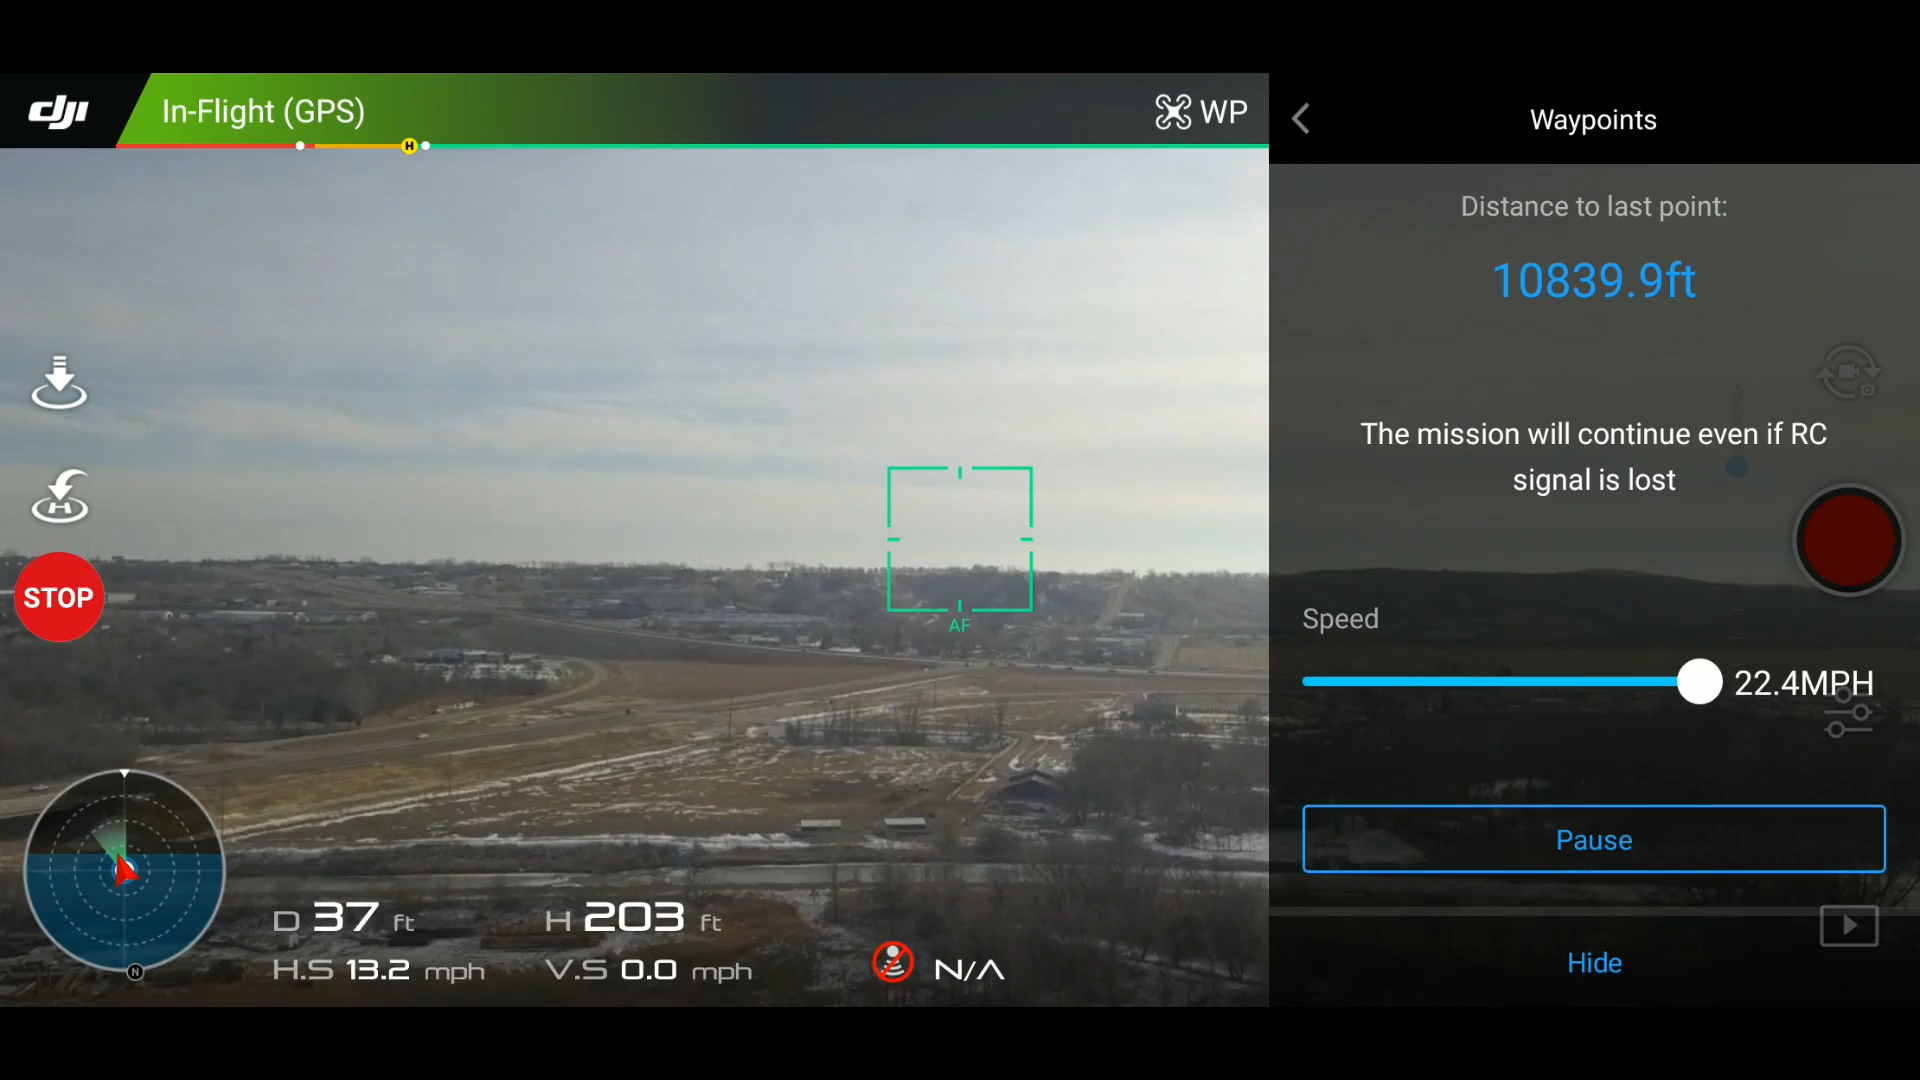 dji
In-Flight (GPS)
WP
H
STOP
AF
N
D 37 ft
H 203 ft
H.S 13.2 mph
V.S 0.0 mph
N/A
Waypoints
Distance to last point:
10839.9ft
The mission will continue even if RC
signal is lost
Speed
22.4MPH
Pause
Hide